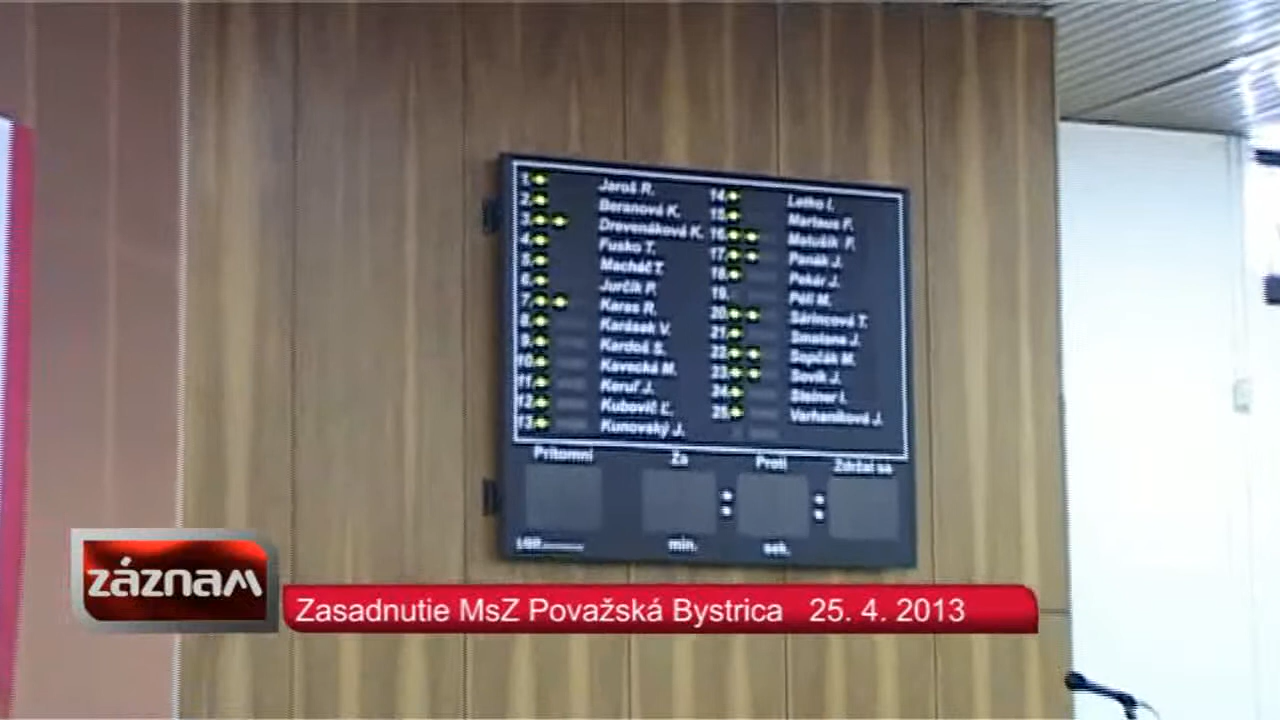 1. Jaroš R.
2. Beranová K.
3. Drevenáková K.
4. Fusko T.
5. Macháč T.
6. Jurčík P.
7. Karas R.
8. Kardoš V.
9. Kardoš S.
10. Kavecká M.
11. Keruľ J.
12. Kubovič Ľ.
13. Kunovský J.
14. Letko I.
15. Martaus F.
16. Matušík P.
17. Panák J.
18. Pekár J.
19. Péli M.
20. Šárincová T.
21. Smatana J.
22. Sopčák M.
23. Sovík J.
24. Steiner I.
25. Varhaníková J.
Prítomní Za Proti Zdržal sa
min. sek.
záznam
Zasadnutie MsZ Považská Bystrica 25. 4. 2013